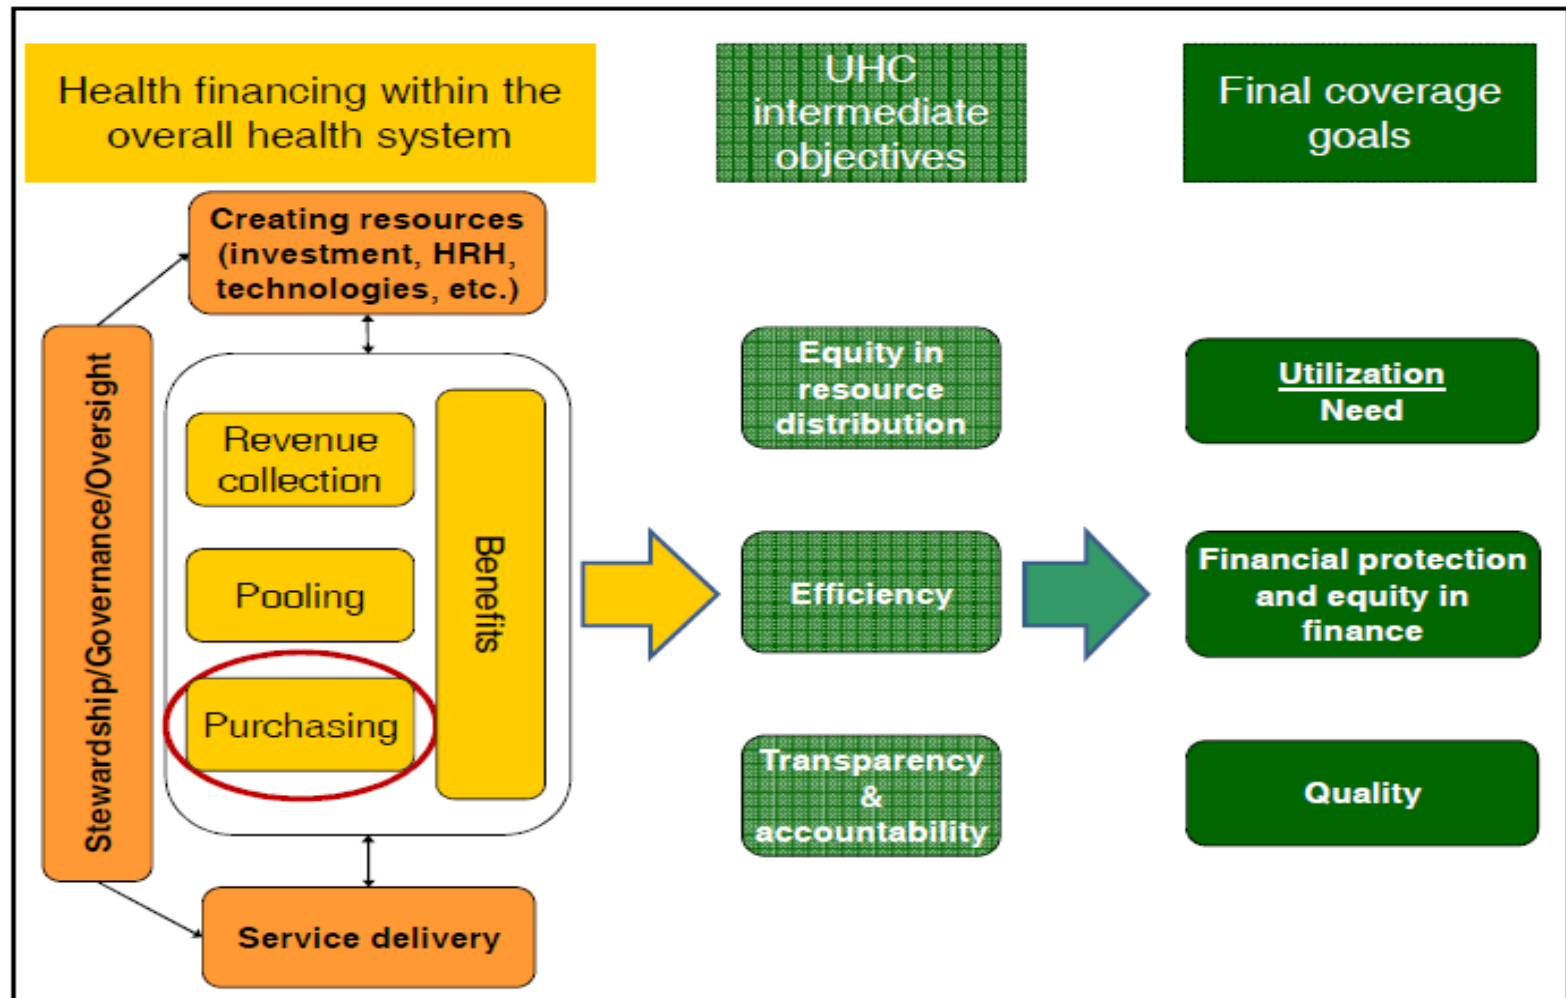 Health financing within the
overall health system
UHC
intermediate
objectives
Final coverage
goals
Creating resources
(investment, HRH,
technologies, etc.)
Stewardship/Governance/Oversight
Revenue
collection
Pooling
Purchasing
Benefits
Service delivery
Equity in
resource
distribution
Efficiency
Transparency
&
accountability
Utilization
Need
Financial protection
and equity in
finance
Quality